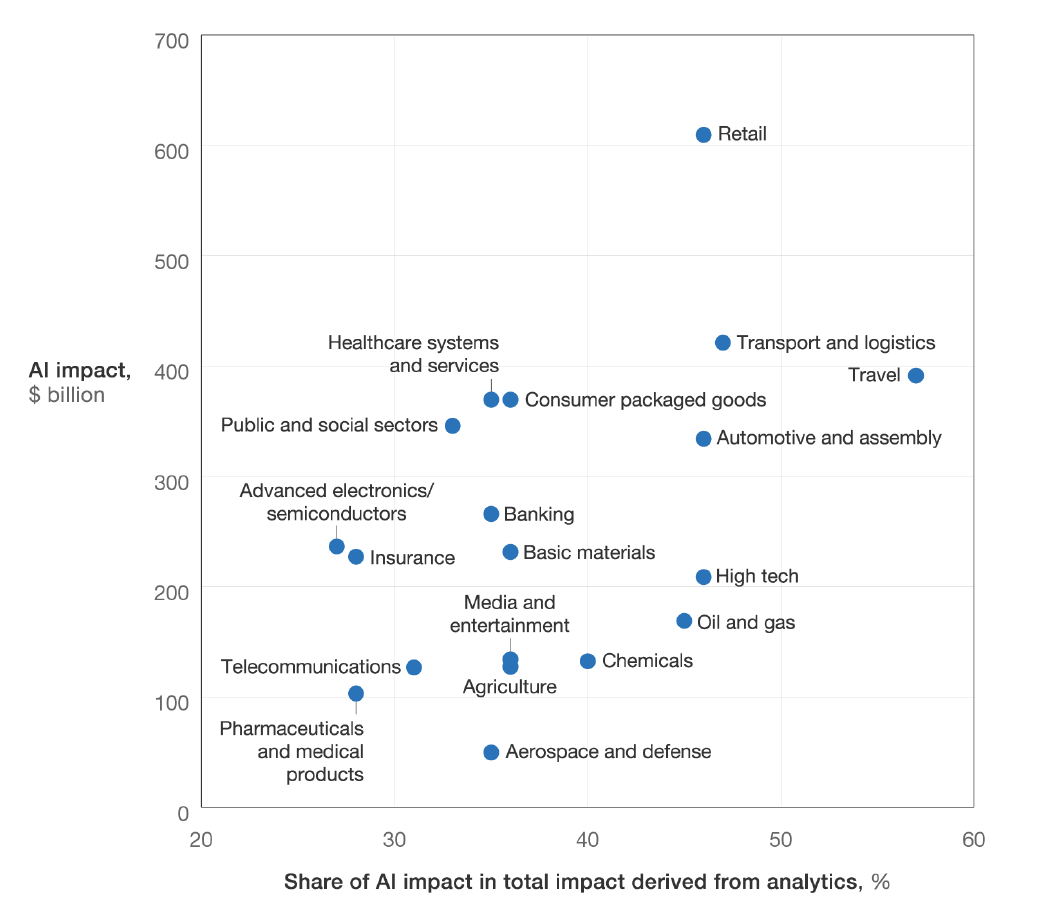 700
Retail
600
500
Healthcare systems
and services
Transport and logistics
AI impact,
$ billion
400
Travel
Consumer packaged goods
Public and social sectors
Automotive and assembly
300
Advanced electronics/
semiconductors
Banking
Insurance
Basic materials
High tech
200
Media and
entertainment
Oil and gas
Telecommunications
Chemicals
Agriculture
100
Pharmaceuticals
and medical
products
Aerospace and defense
0
20 30 40 50 60
Share of AI impact in total impact derived from analytics, %